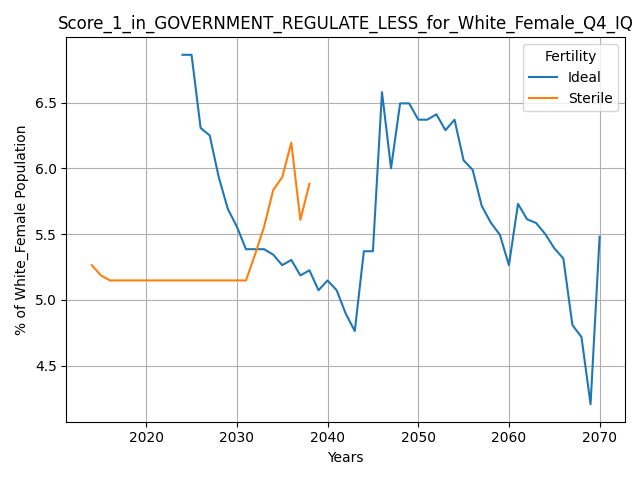 Score_1_in_GOVERNMENT_REGULATE_LESS_for_White_Female_Q4_IQ
Fertility
Ideal
Sterile
% of White_Female Population
6.5
6.0
5.5
5.0
4.5
2020 2030 2040 2050 2060 2070
Years